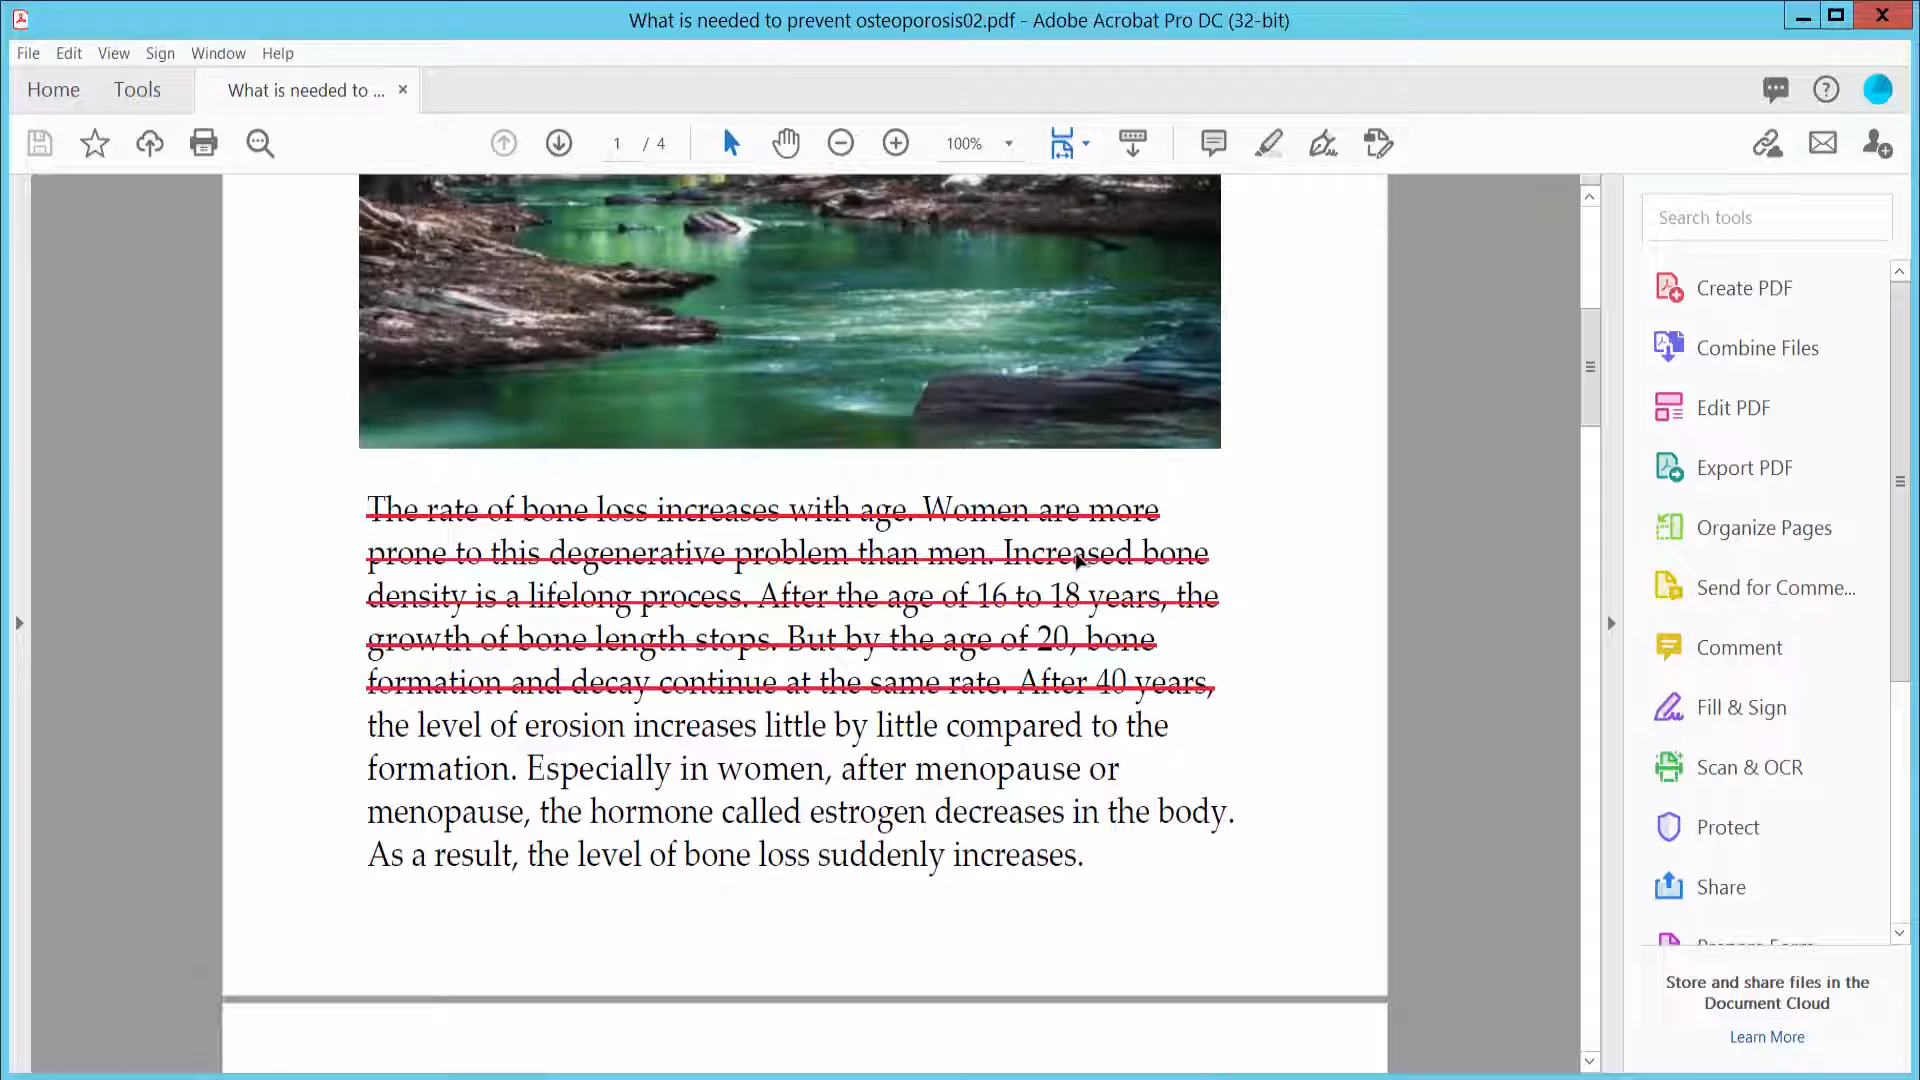 What is needed to prevent osteoporosis02.pdf - Adobe Acrobat Pro DC (32-bit)
File Edit View Sign Window Help
Home Tools What is needed to ... ×
1 / 4 100%
Search tools
Create PDF
Combine Files
Edit PDF
Export PDF
Organize Pages
Send for Comme...
Comment
Fill & Sign
Scan & OCR
Protect
Share
The rate of bone loss increases with age. Women are more
prone to this degenerative problem than men. Increased bone
density is a lifelong process. After the age of 16 to 18 years, the
growth of bone length stops. But by the age of 20, bone
formation and decay continue at the same rate. After 40 years,
the level of erosion increases little by little compared to the
formation. Especially in women, after menopause or
menopause, the hormone called estrogen decreases in the body.
As a result, the level of bone loss suddenly increases.
Store and share files in the
Document Cloud
Learn More